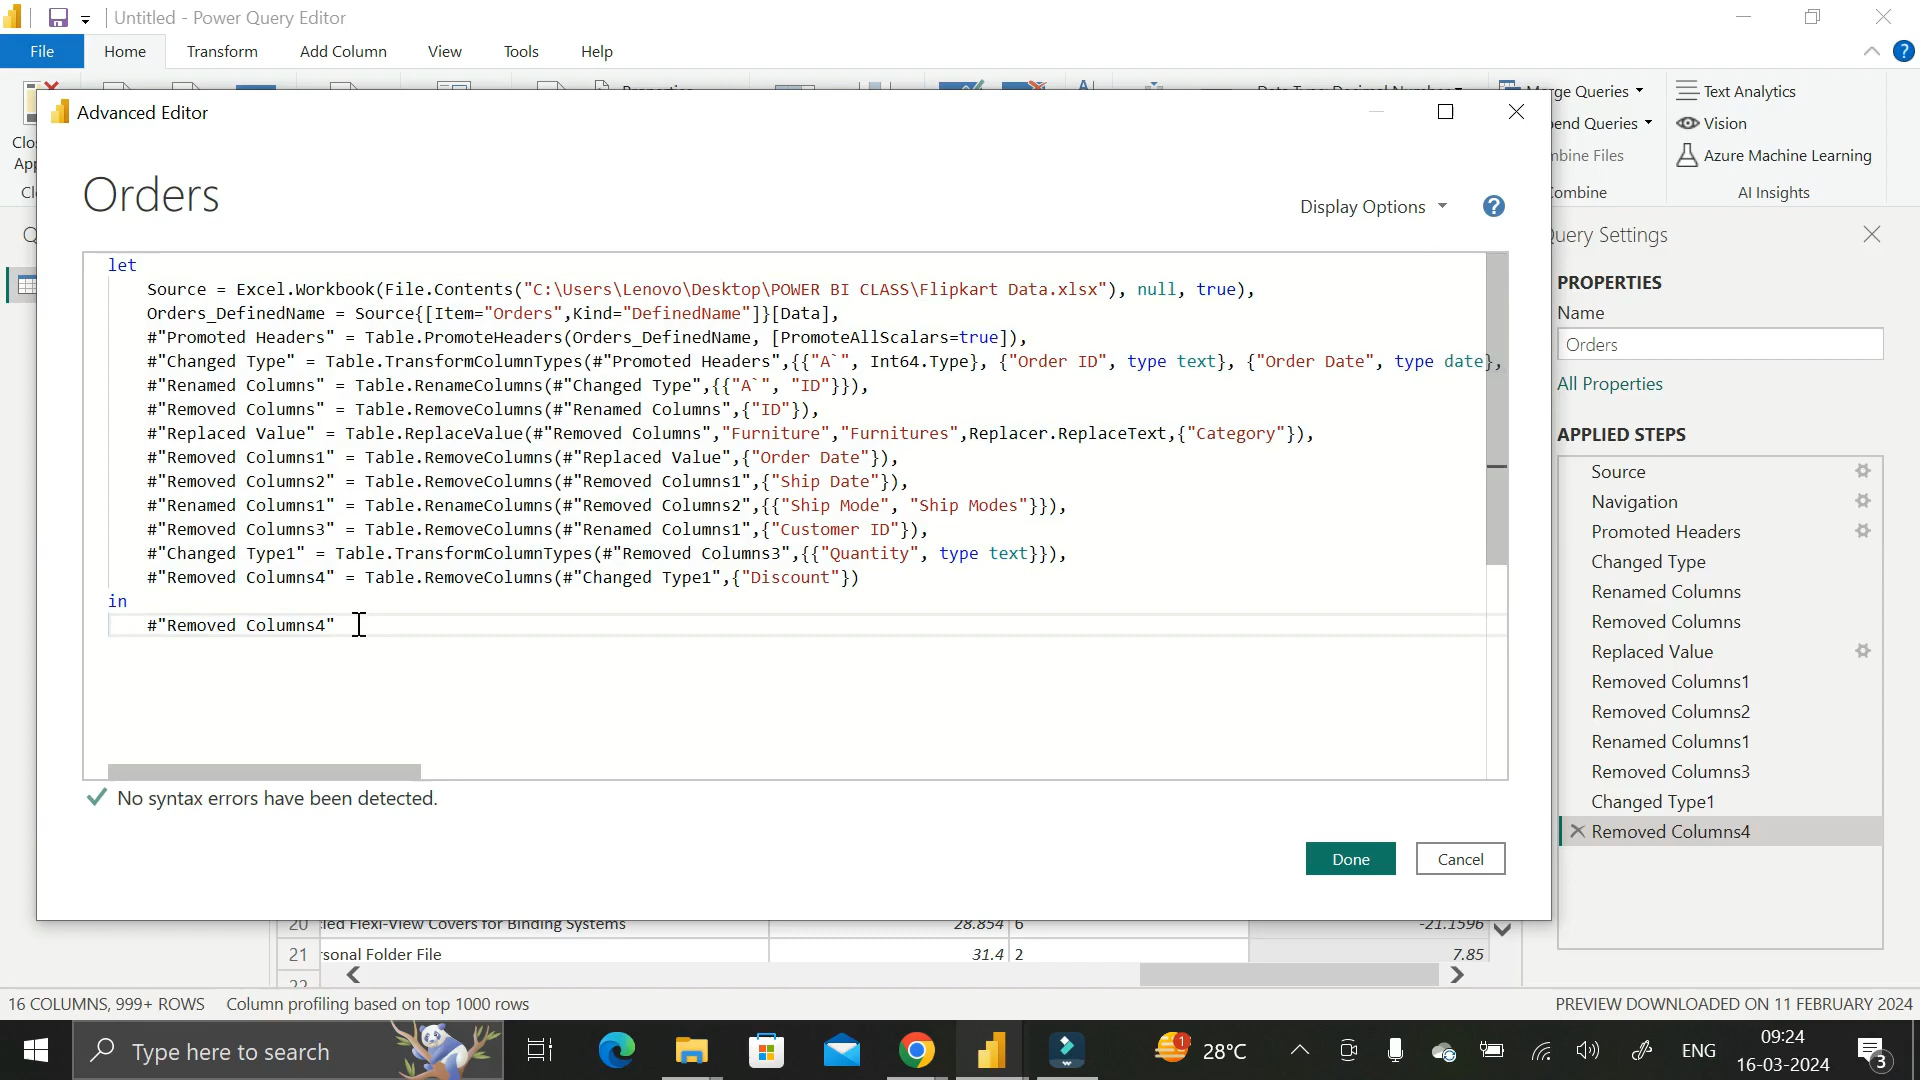 Untitled - Power Query Editor
File Home Transform Add Column View Tools Help
Merge Queries
Text Analytics
Vision
Azure Machine Learning
AI Insights
Advanced Editor
Orders
Display Options
let
Source = Excel.Workbook(File.Contents("C:\Users\Lenovo\Desktop\POWER BI CLASS\Flipkart Data.xlsx"), null, true),
Orders_DefinedName = Source{[Item="Orders",Kind="DefinedName"]}[Data],
#"Promoted Headers" = Table.PromoteHeaders(Orders_DefinedName, [PromoteAllScalars=true]),
#"Changed Type" = Table.TransformColumnTypes(#"Promoted Headers",{{"A`", Int64.Type}, {"Order ID", type text}, {"Order Date", type date},
#"Renamed Columns" = Table.RenameColumns(#"Changed Type",{{"A`", "ID"}}),
#"Removed Columns" = Table.RemoveColumns(#"Renamed Columns",{"ID"}),
#"Replaced Value" = Table.ReplaceValue(#"Removed Columns","Furniture","Furnitures",Replacer.ReplaceText,{"Category"}),
#"Removed Columns1" = Table.RemoveColumns(#"Replaced Value",{"Order Date"}),
#"Removed Columns2" = Table.RemoveColumns(#"Removed Columns1",{"Ship Date"}),
#"Renamed Columns1" = Table.RenameColumns(#"Removed Columns2",{{"Ship Mode", "Ship Modes"}}),
#"Removed Columns3" = Table.RemoveColumns(#"Renamed Columns1",{"Customer ID"}),
#"Changed Type1" = Table.TransformColumnTypes(#"Removed Columns3",{{"Quantity", type text}}),
#"Removed Columns4" = Table.RemoveColumns(#"Changed Type1",{"Discount"})
in
#"Removed Columns4"
No syntax errors have been detected.
Done Cancel
Query Settings
PROPERTIES
Name
Orders
All Properties
APPLIED STEPS
Source
Navigation
Promoted Headers
Changed Type
Renamed Columns
Removed Columns
Replaced Value
Removed Columns1
Removed Columns2
Renamed Columns1
Removed Columns3
Changed Type1
Removed Columns4
20 Flexi-View Covers for Binding Systems 28.854 6 -21.1596
21 sonal Folder File 31.4 2 7.85
16 COLUMNS, 999+ ROWS Column profiling based on top 1000 rows
PREVIEW DOWNLOADED ON 11 FEBRUARY 2024
Type here to search
1
28°C
ENG
09:24
16-03-2024
3